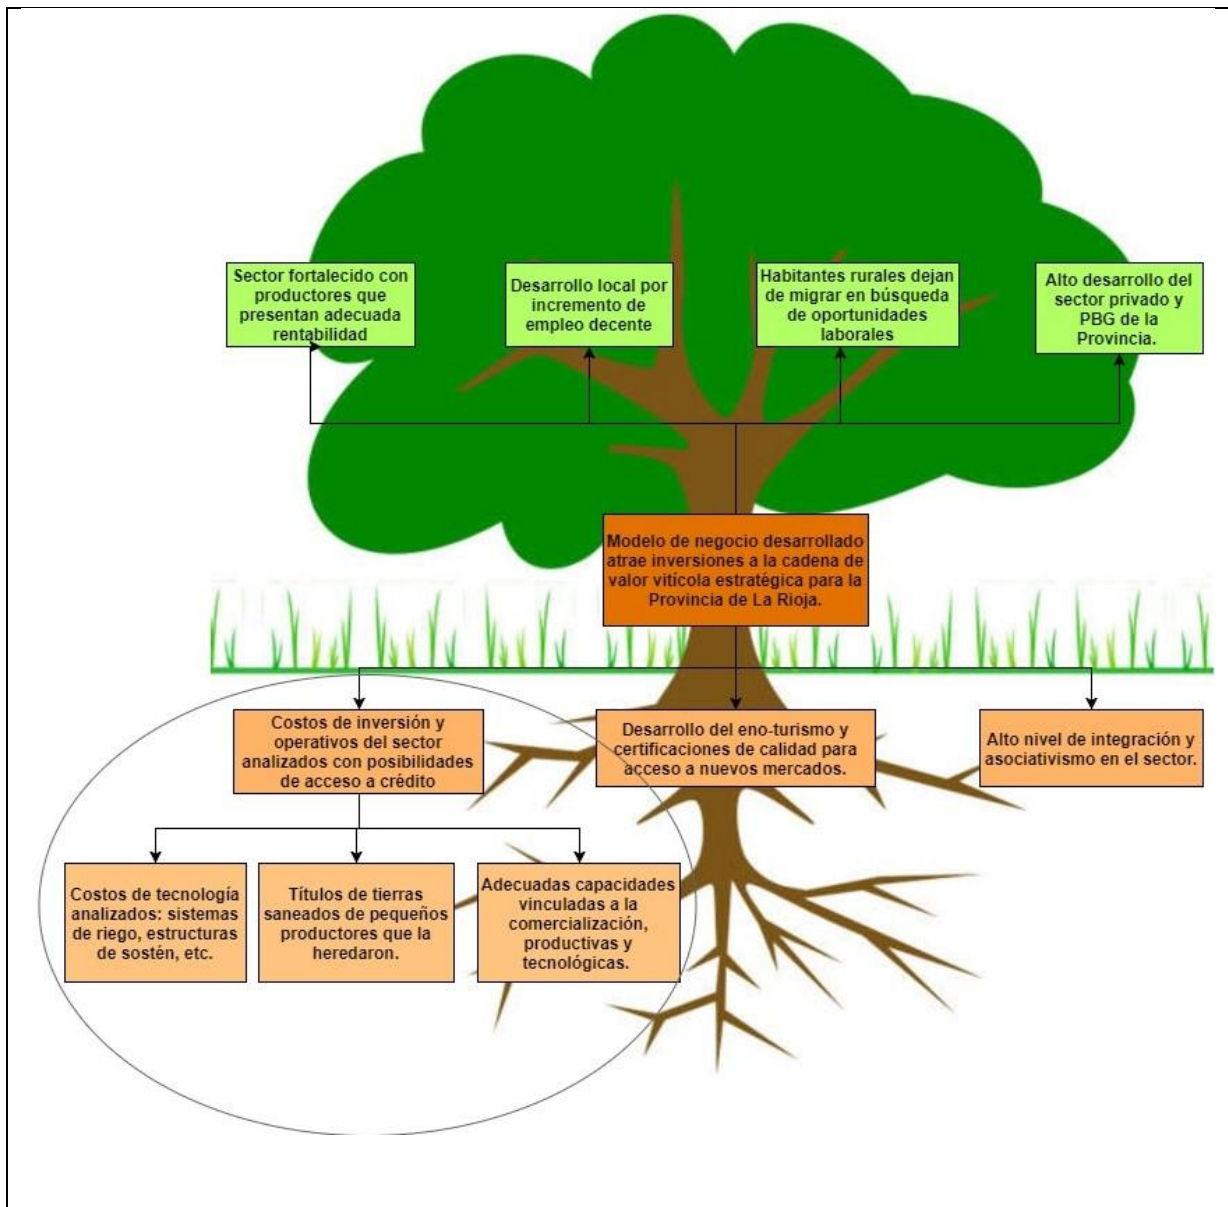 Sector fortalecido con
productores que
presentan adecuada
rentabilidad
Desarrollo local por
incremento de
empleo decente
Habitantes rurales dejan
de migrar en búsqueda
de oportunidades
laborales
Alto desarrollo del
sector privado y
PBG de la
Provincia.
Modelo de negocio desarrollado
atrae inversiones a la cadena de
valor vitícola estratégica para la
Provincia de La Rioja.
Costos de inversión y
operativos del sector
analizados con posibilidades
de acceso a crédito
Desarrollo del eno-turismo y
certificaciones de calidad para
acceso a nuevos mercados.
Alto nivel de integración y
asociativismo en el sector.
Costos de tecnología
analizados: sistemas
de riego, estructuras
de sostén, etc.
Títulos de tierras
saneados de pequeños
productores que la
heredaron.
Adecuadas capacidades
vinculadas a la
comercialización,
productivas y
tecnológicas.